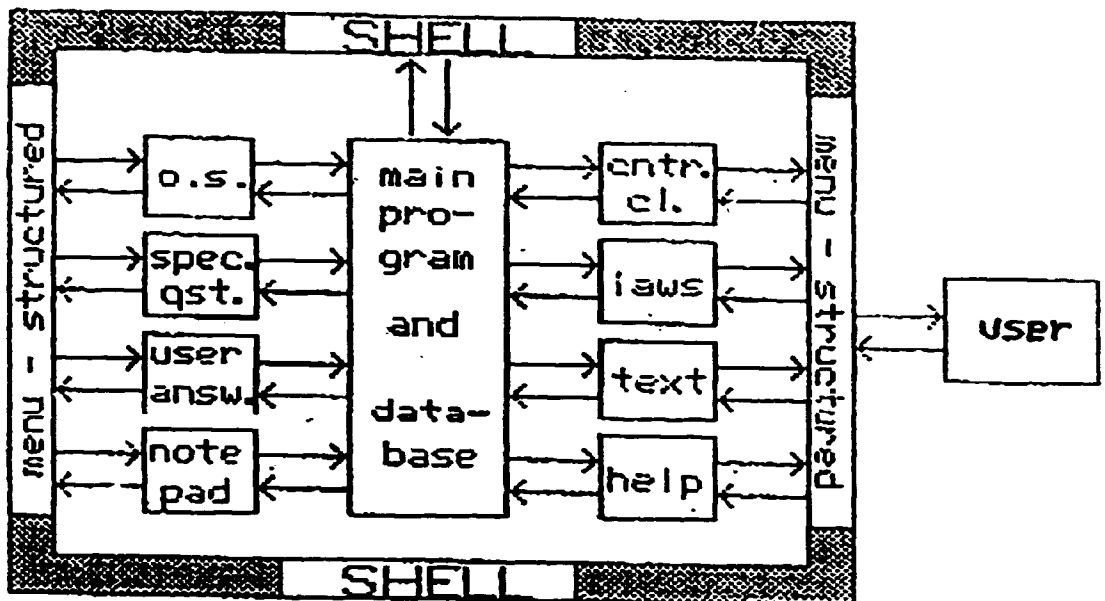 SHELL
menu - structured
o.s.
spec.
qst.
user
answ.
note
pad
main
pro-
gram
and
data-
base
cntr.
cl.
iaws
text
help
menu - structured
user
SHELL